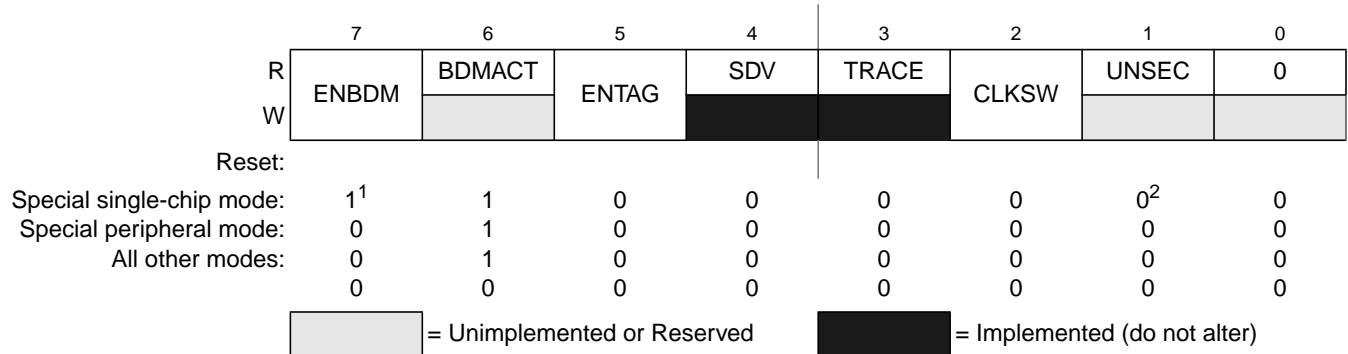 7 6 5 4 3 2 1 0
R ENBDM BDMACT ENTAG SDV TRACE CLKSW UNSEC 0
W
Reset:
Special single-chip mode: 1¹ 1 0 0 0 0 0² 0
Special peripheral mode: 0 1 0 0 0 0 0 0
All other modes: 0 1 0 0 0 0 0 0
0 0 0 0 0 0 0 0
= Unimplemented or Reserved = Implemented (do not alter)